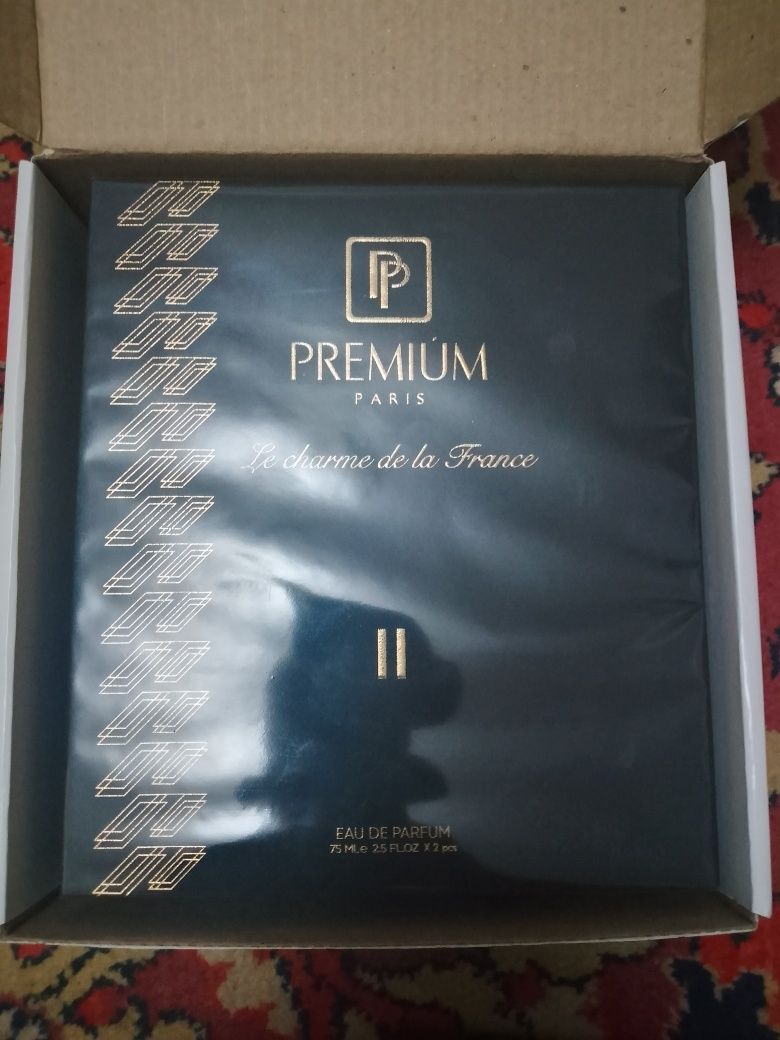 PP
PREMIÚM
PARIS
Le charme de la France
II
EAU DE PARFUM
75 ML℮ 2.5 FL.OZ X 2 pcs